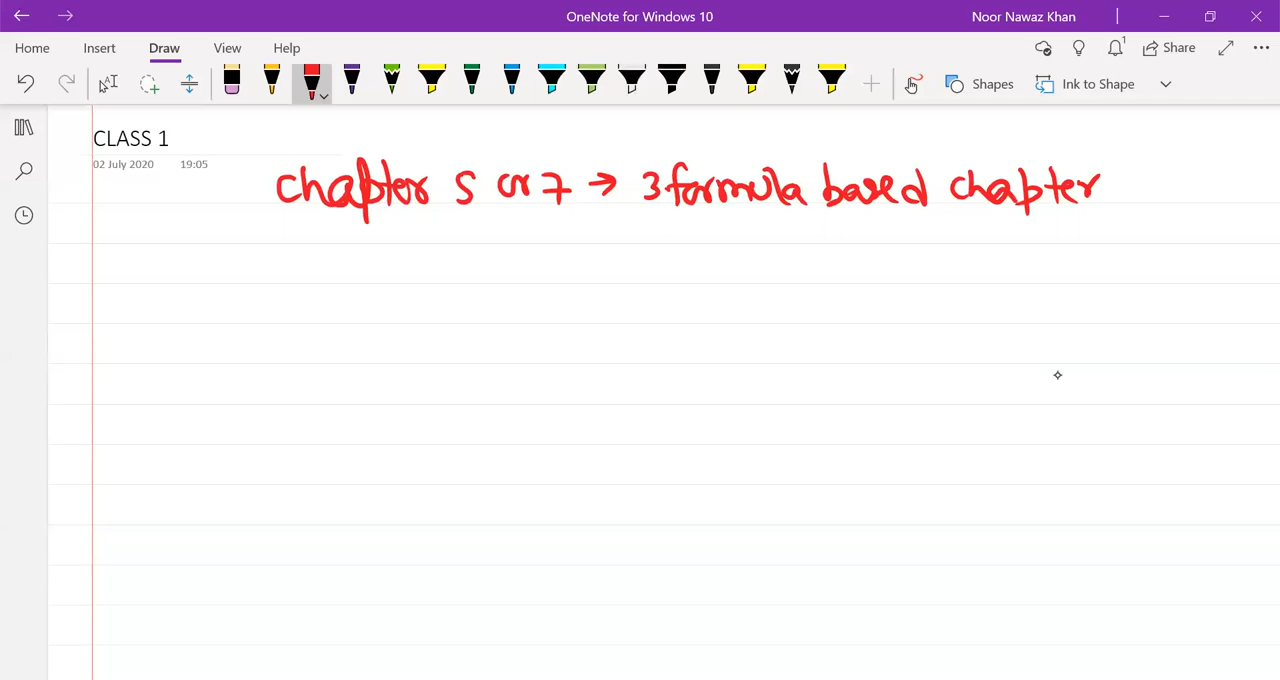 OneNote for Windows 10
Noor Nawaz Khan
Home Insert Draw View Help
1
Share
Shapes
Ink to Shape
CLASS 1
02 July 2020 19:05
Chapter 5 or 7 → 3 formula based chapter